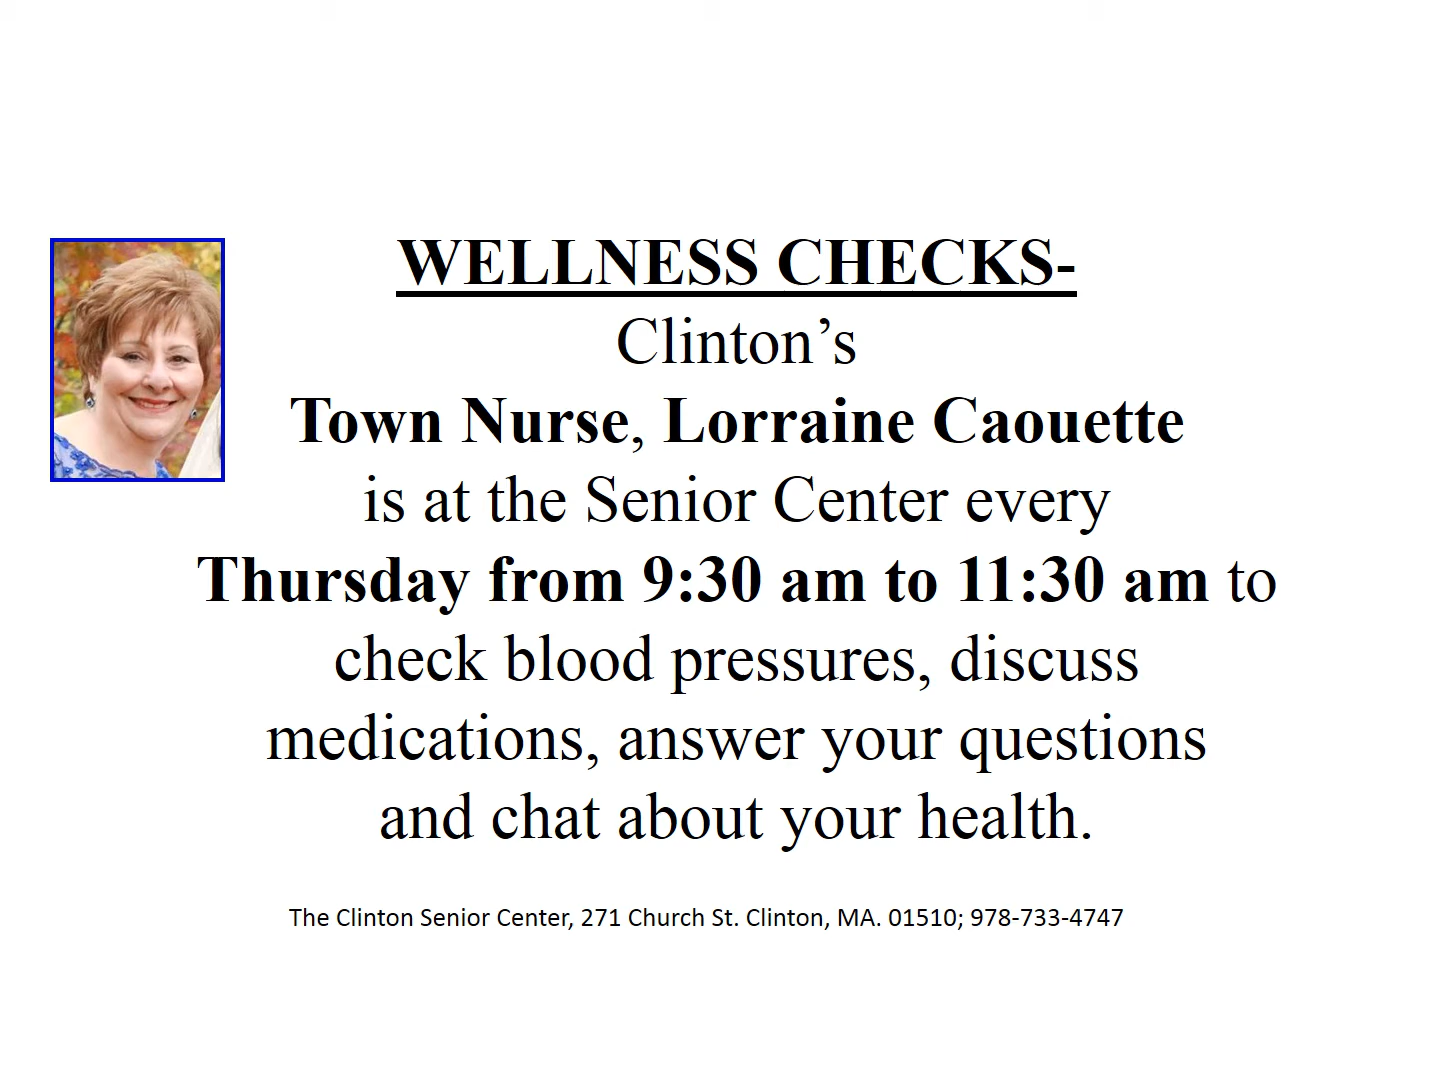 WELLNESS CHECKS-
Clinton’s
Town Nurse, Lorraine Caouette
is at the Senior Center every
Thursday from 9:30 am to 11:30 am to
check blood pressures, discuss
medications, answer your questions
and chat about your health.
The Clinton Senior Center, 271 Church St. Clinton, MA. 01510; 978-733-4747